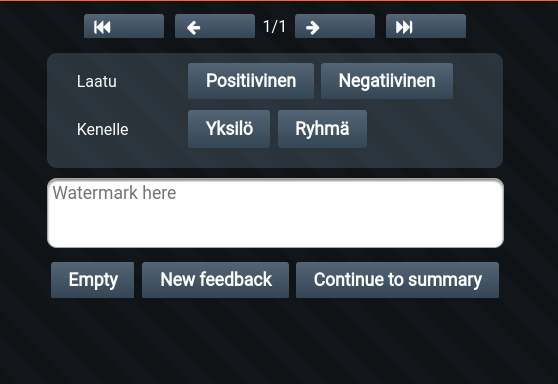 1/1
Laatu Positiivinen Negatiivinen
Kenelle Yksilö Ryhmä
Watermark here
Empty New feedback Continue to summary